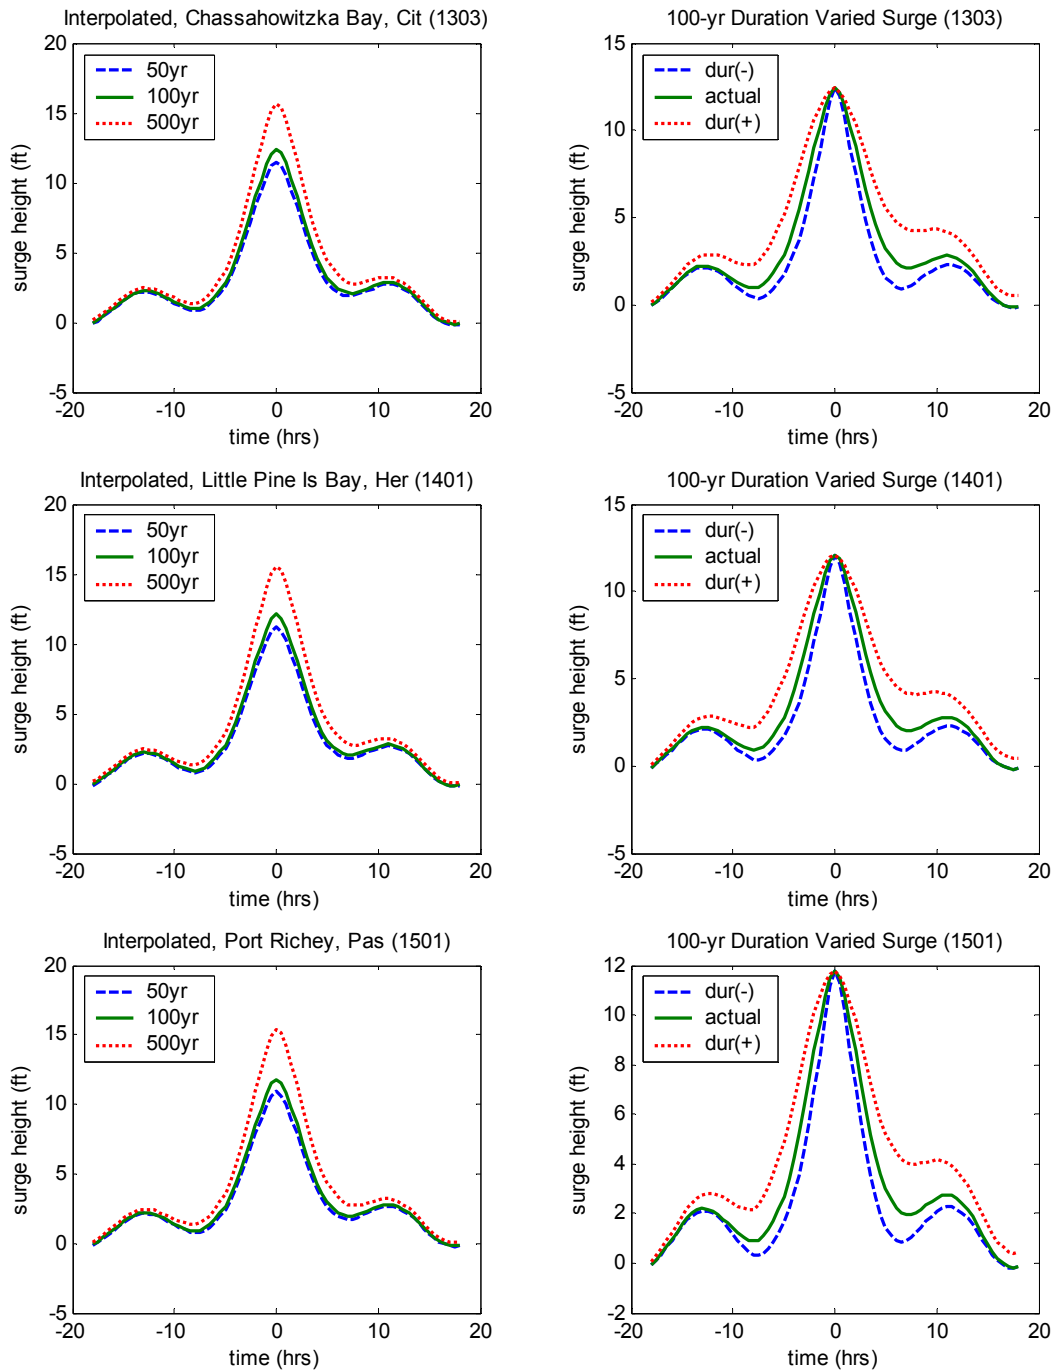 Interpolated, Chassahowitzka Bay, Cit (1303)
20
15
10
5
0
-5
surge height (ft)
50yr
100yr
500yr
-20
-10
0
10
20
time (hrs)
100-yr Duration Varied Surge (1303)
15
10
5
0
-5
surge height (ft)
dur(-)
actual
dur(+)
-20
-10
0
10
20
time (hrs)
Interpolated, Little Pine Is Bay, Her (1401)
20
15
10
5
0
-5
surge height (ft)
50yr
100yr
500yr
-20
-10
0
10
20
time (hrs)
100-yr Duration Varied Surge (1401)
15
10
5
0
-5
surge height (ft)
dur(-)
actual
dur(+)
-20
-10
0
10
20
time (hrs)
Interpolated, Port Richey, Pas (1501)
20
15
10
5
0
-5
surge height (ft)
50yr
100yr
500yr
-20
-10
0
10
20
time (hrs)
100-yr Duration Varied Surge (1501)
12
10
8
6
4
2
0
-2
surge height (ft)
dur(-)
actual
dur(+)
-20
-10
0
10
20
time (hrs)